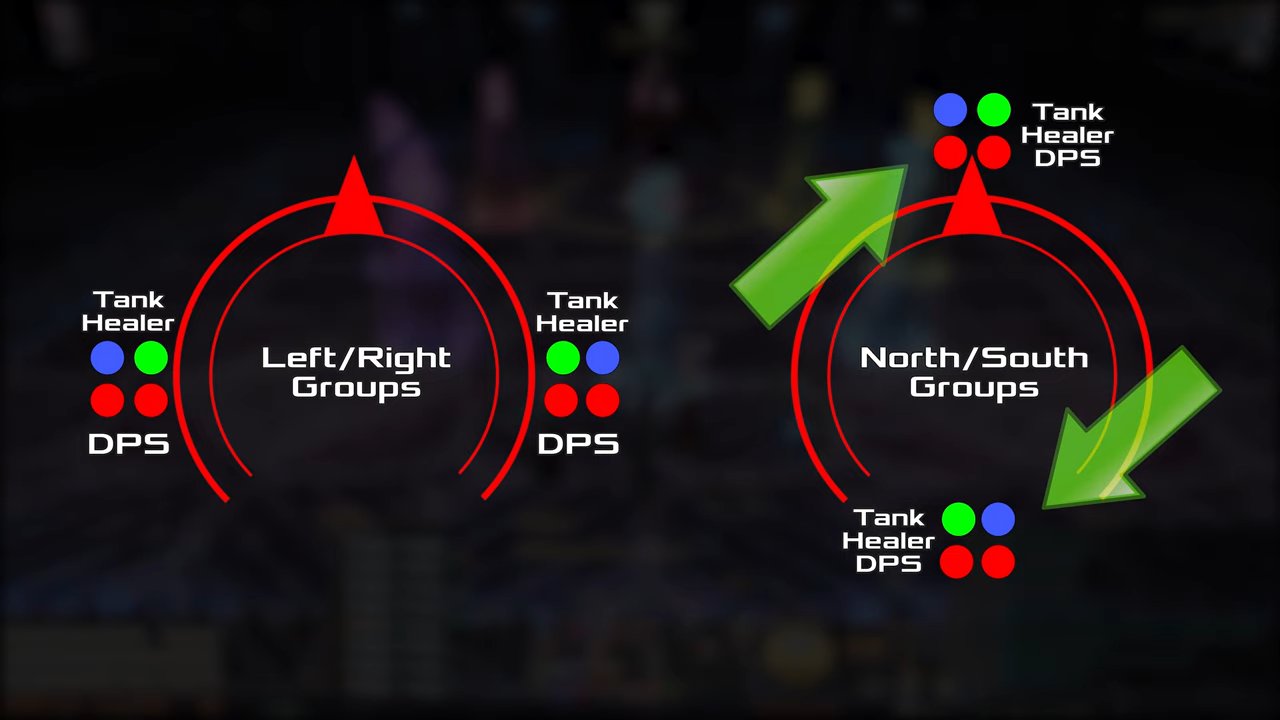 Tank
Healer
DPS
Left/Right
Groups
Tank
Healer
DPS
Tank
Healer
DPS
North/South
Groups
Tank
Healer
DPS